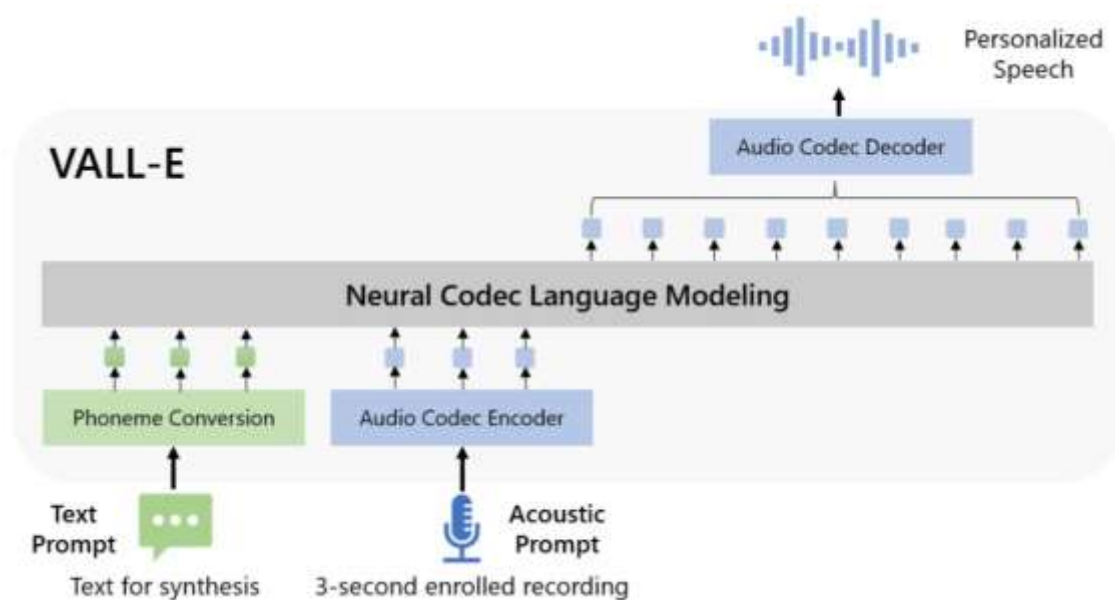 Personalized
Speech
Audio Codec Decoder
VALL-E
Neural Codec Language Modeling
Phoneme Conversion
Audio Codec Encoder
Text
Prompt
Acoustic
Prompt
Text for synthesis
3-second enrolled recording